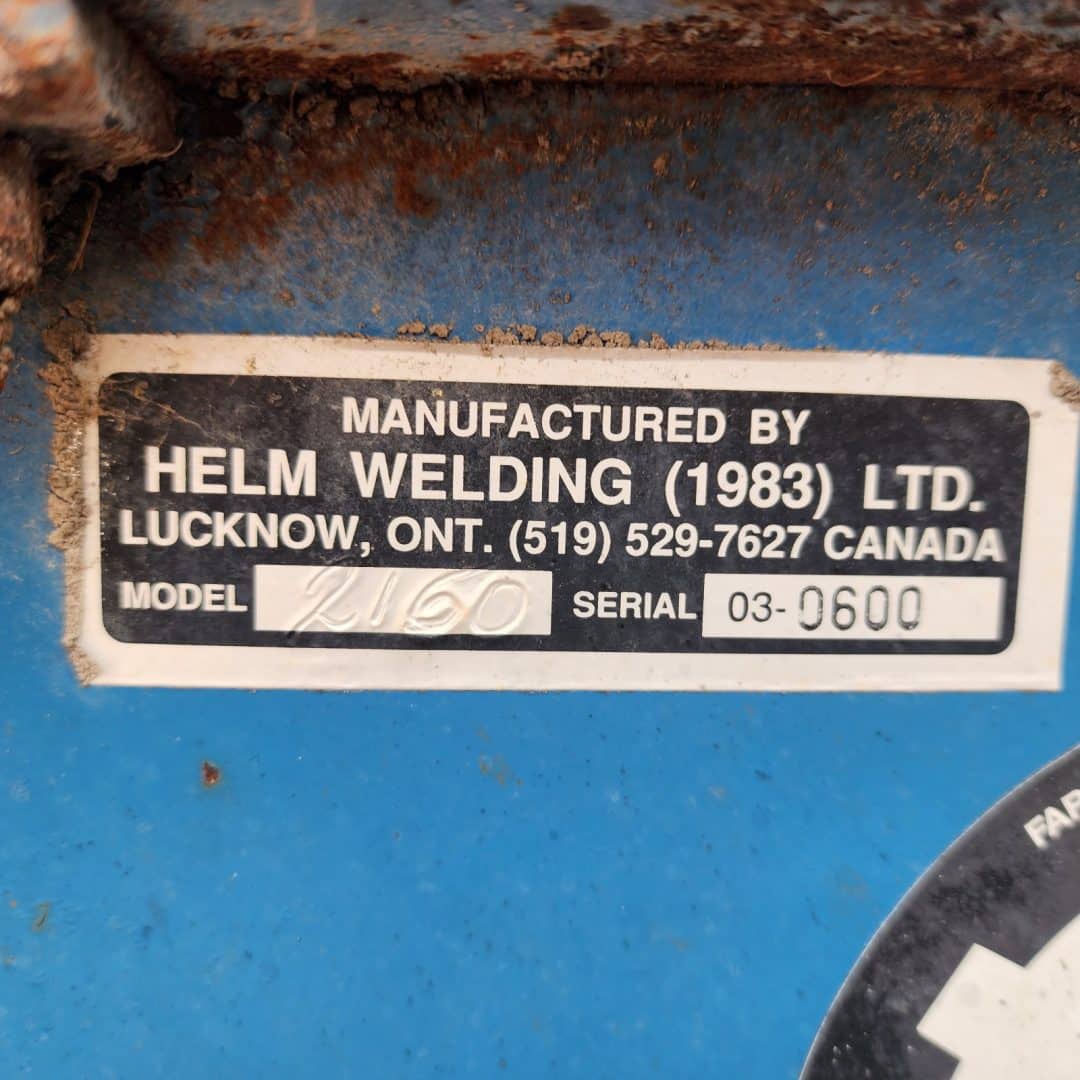 MANUFACTURED BY
HELM WELDING (1983) LTD.
LUCKNOW, ONT. (519) 529-7627 CANADA
MODEL 2160 SERIAL 03-0600